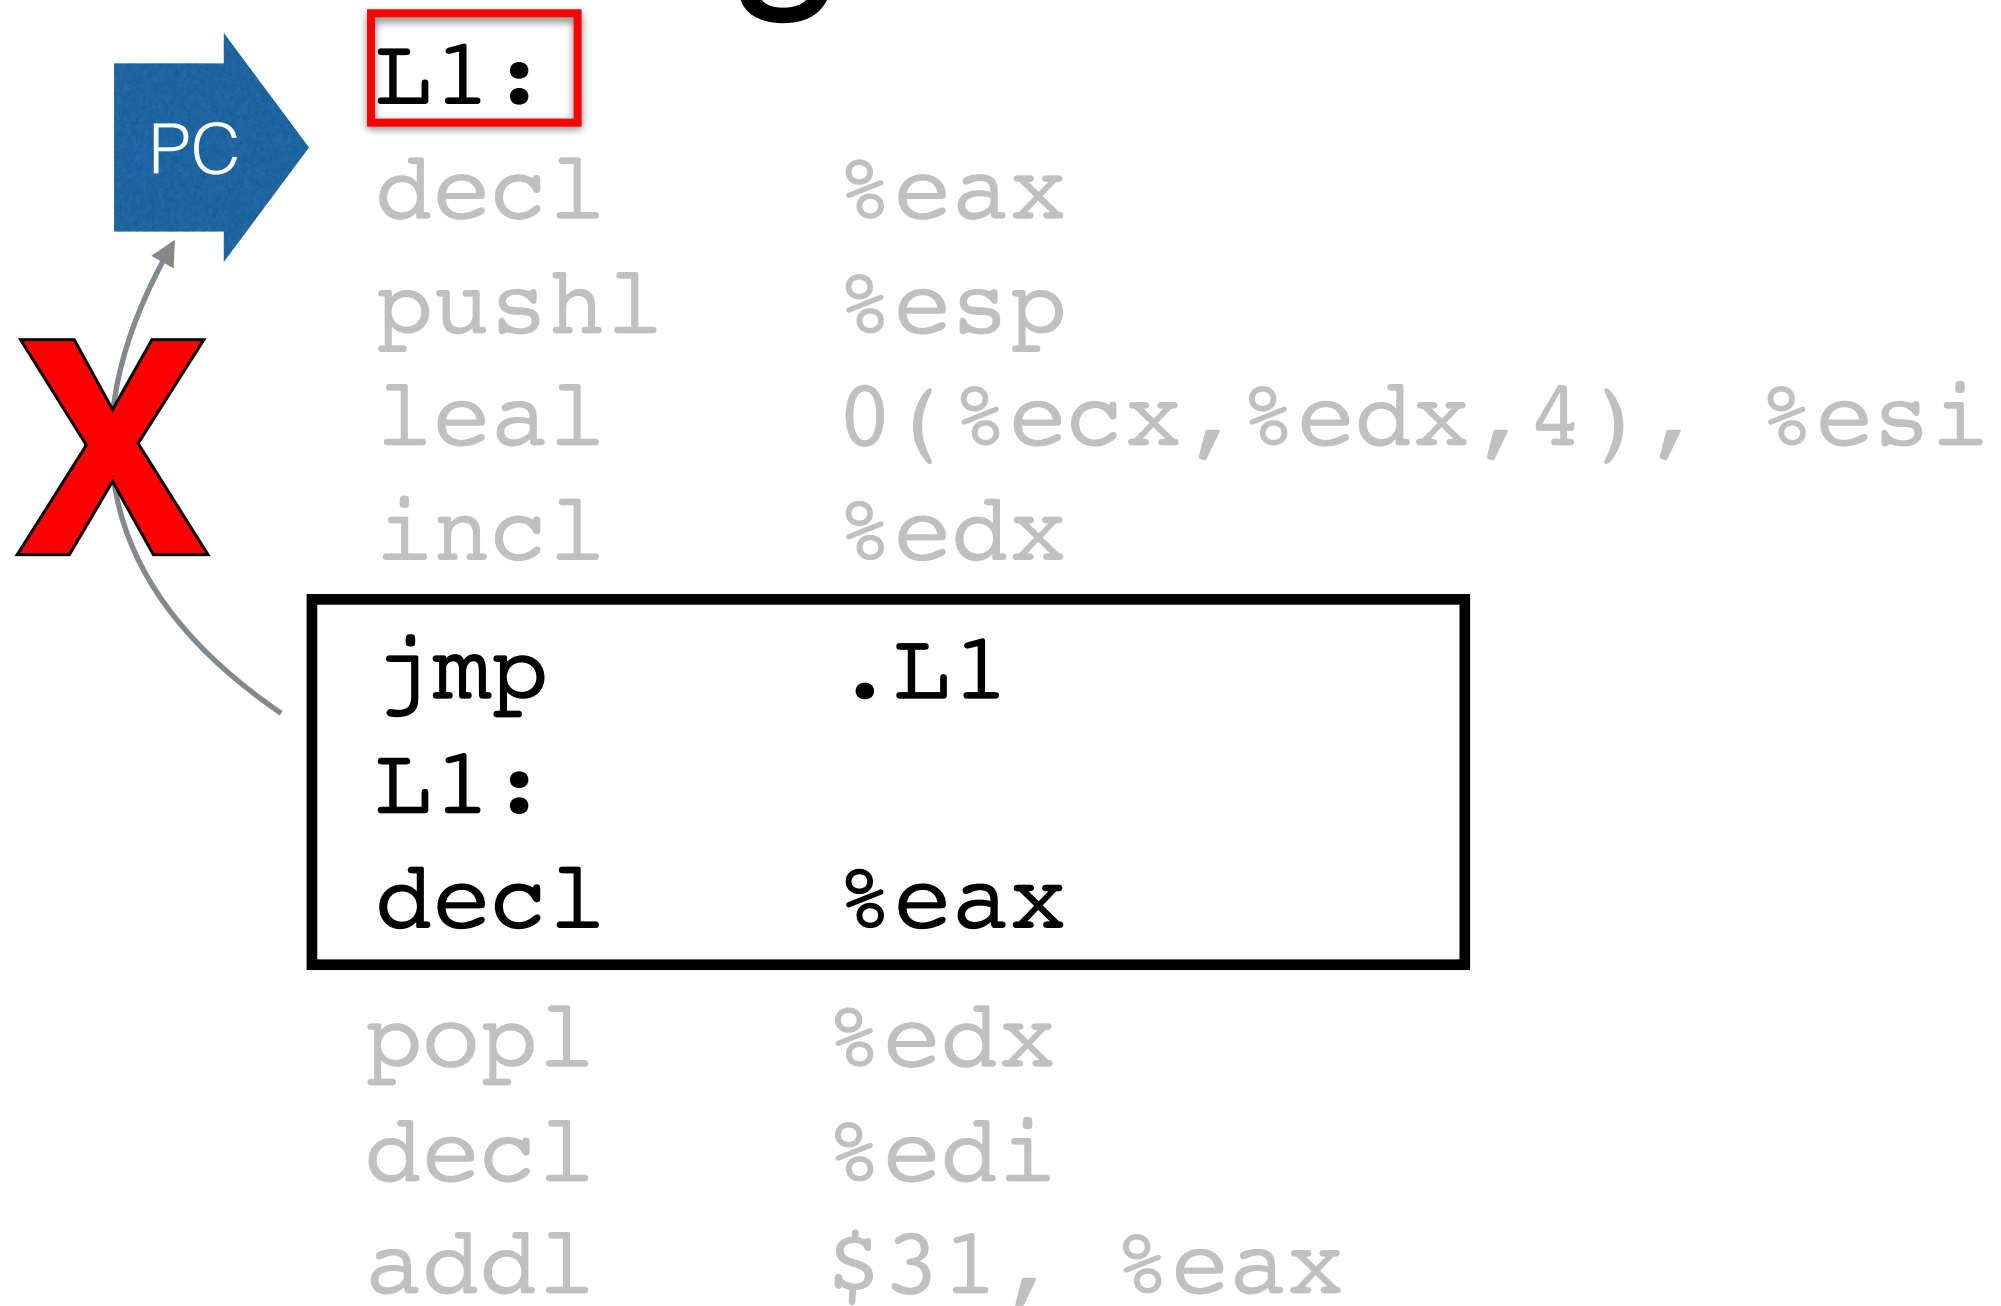 L1:
PC
decl %eax
pushl %esp
leal 0(%ecx,%edx,4), %esi
incl %edx
X
jmp .L1
L1:
decl %eax
popl %edx
decl %edi
addl $31, %eax